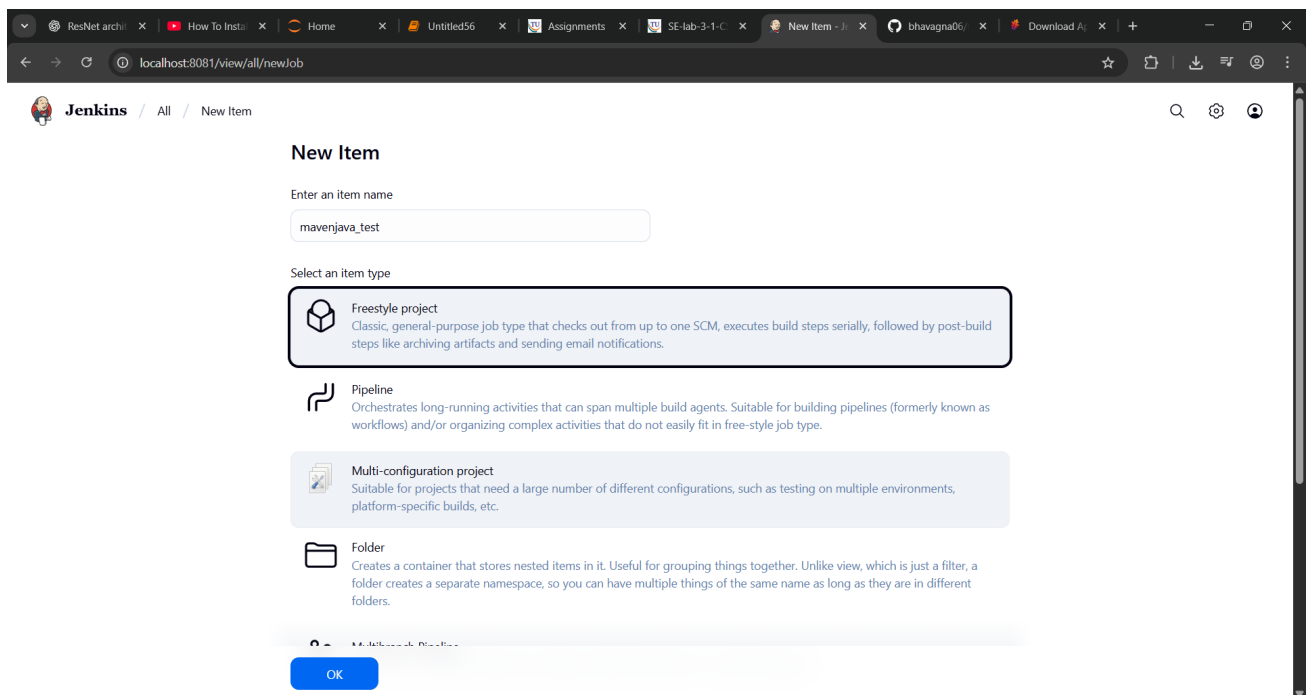 ResNet archit
How To Instal
Home
Untitled56
Assignments
SE-lab-3-1-C
New Item - Je
bhavagna06/
Download Ap
localhost:8081/view/all/newJob
Jenkins / All / New Item
New Item
Enter an item name
mavenjava_test
Select an item type
Freestyle project
Classic, general-purpose job type that checks out from up to one SCM, executes build steps serially, followed by post-build
steps like archiving artifacts and sending email notifications.
Pipeline
Orchestrates long-running activities that can span multiple build agents. Suitable for building pipelines (formerly known as
workflows) and/or organizing complex activities that do not easily fit in free-style job type.
Multi-configuration project
Suitable for projects that need a large number of different configurations, such as testing on multiple environments,
platform-specific builds, etc.
Folder
Creates a container that stores nested items in it. Useful for grouping things together. Unlike view, which is just a filter, a
folder creates a separate namespace, so you can have multiple things of the same name as long as they are in different
folders.
Multibranch Pipeline
OK